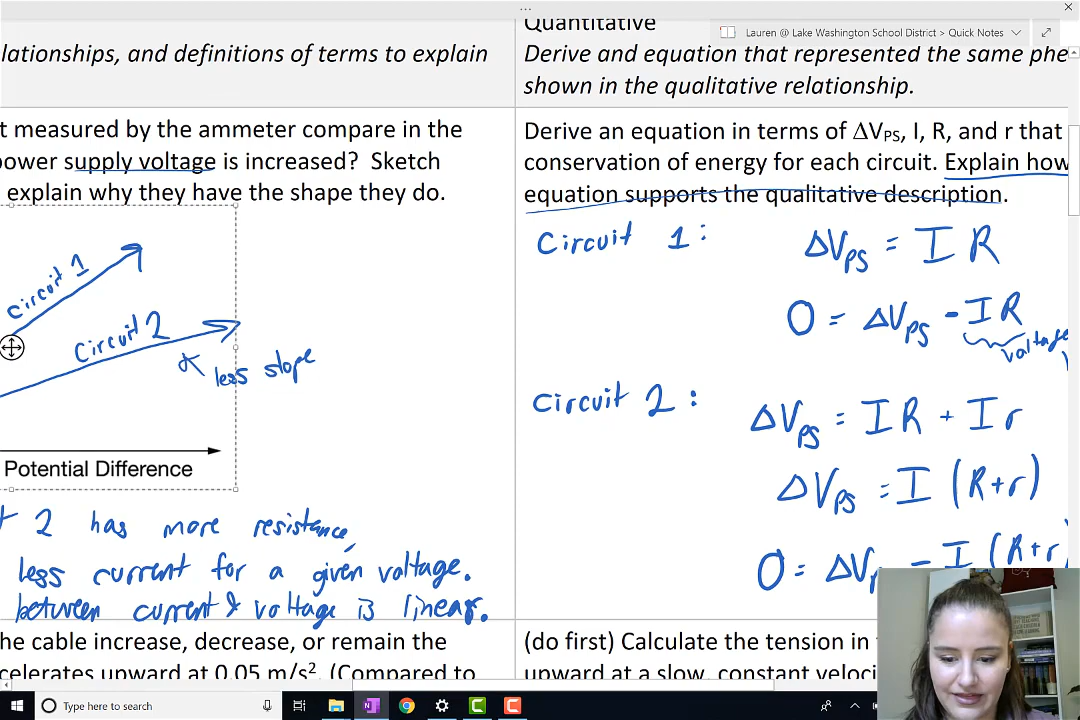 Lauren @ Lake Washington School District > Quick Notes
lationships, and definitions of terms to explain
t measured by the ammeter compare in the
power supply voltage is increased? Sketch
explain why they have the shape they do.
circuit 1
circuit 2
less slope
Potential Difference
t 2 has more resistance,
less current for a given voltage.
between current & voltage is linear.
he cable increase, decrease, or remain the
celerates upward at 0.05 m/s². (Compared to
Quantitative
Derive and equation that represented the same phe
shown in the qualitative relationship.
Derive an equation in terms of ΔVPS, I, R, and r that
conservation of energy for each circuit. Explain how
equation supports the qualitative description.
Circuit 1: ΔVPS = IR
0 = ΔVPS - IR
voltage
Circuit 2: ΔVPS = IR + Ir
ΔVPS = I (R+r)
0 = ΔVP - I (R+r)
(do first) Calculate the tension in
upward at a slow, constant veloci
Type here to search